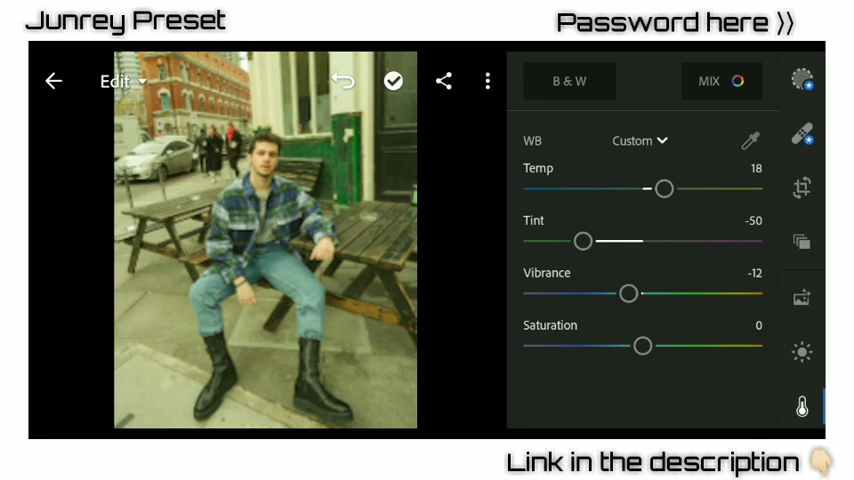 Junrey Preset
Password here ⟩⟩
Edit
B & W
MIX
WB
Custom
Temp
18
Tint
-50
Vibrance
-12
Saturation
0
Link in the description 👇🏻